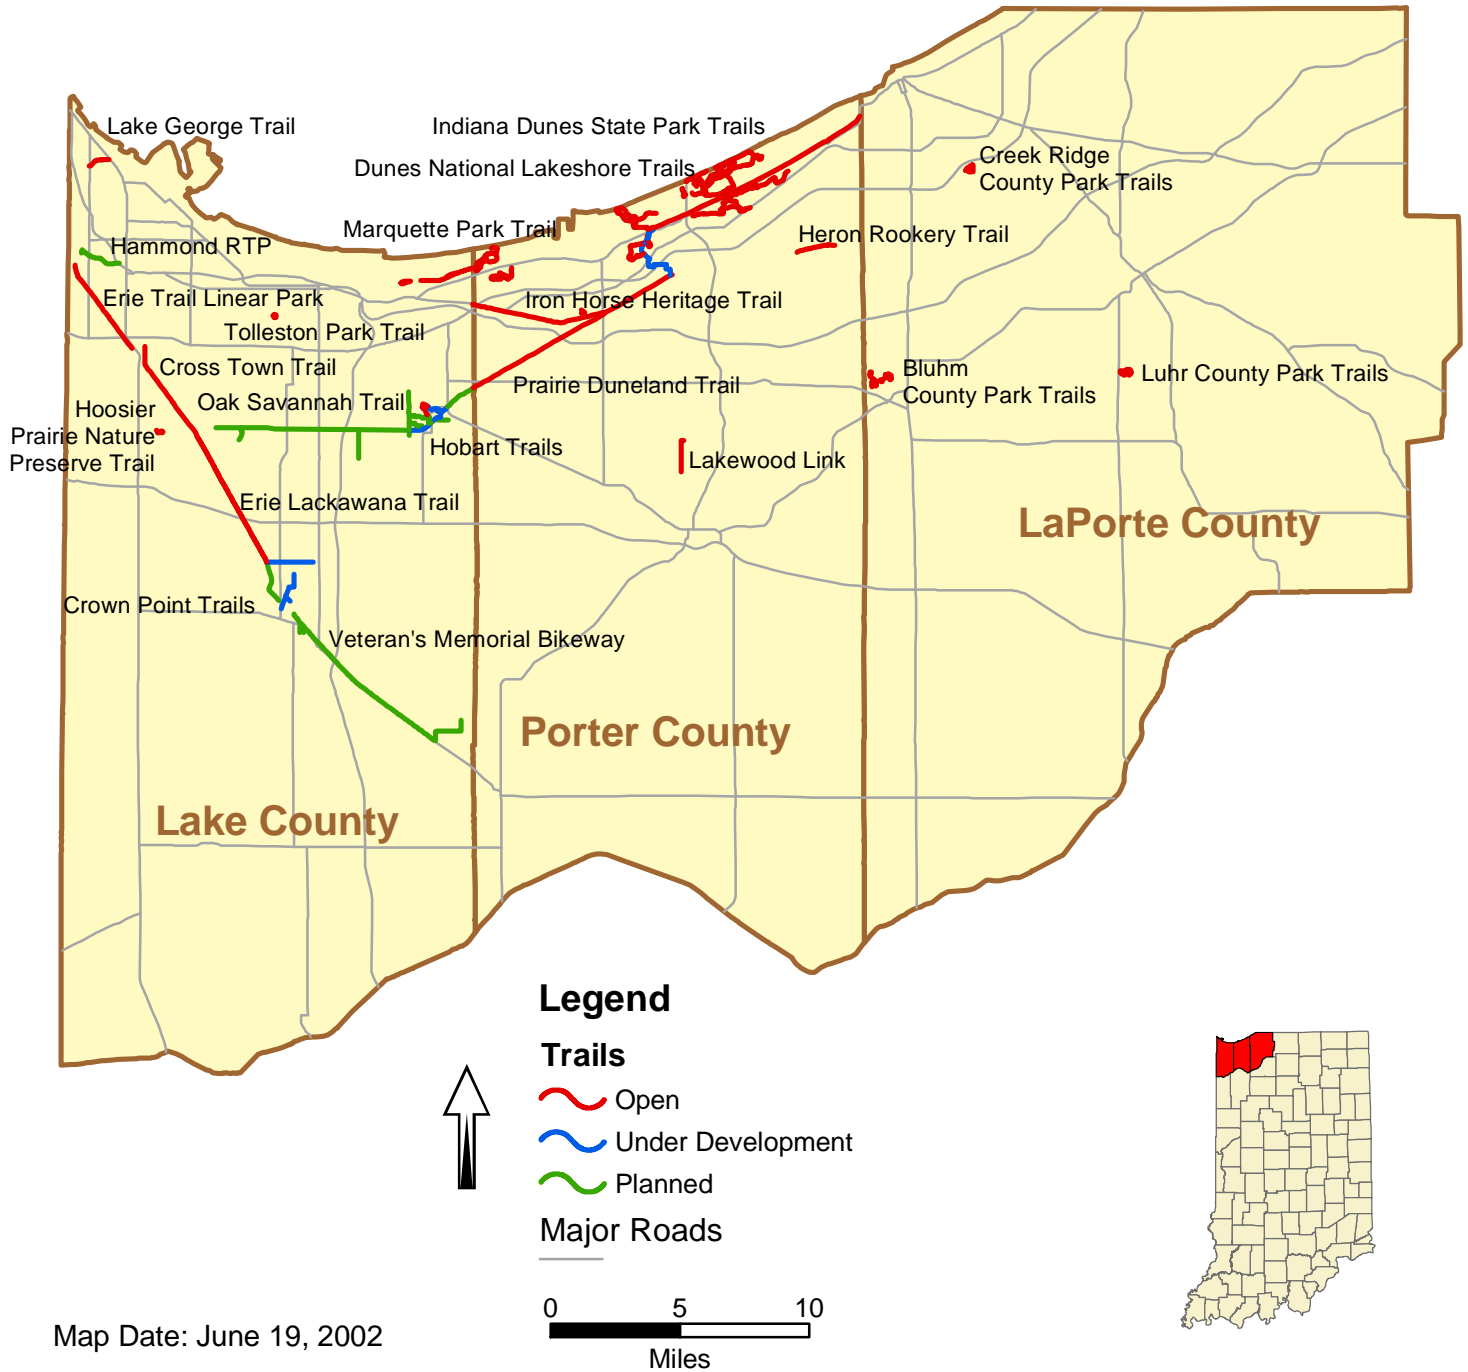 Lake George Trail
Indiana Dunes State Park Trails
Dunes National Lakeshore Trails
Creek Ridge
County Park Trails
Marquette Park Trail
Hammond RTP
Heron Rookery Trail
Erie Trail Linear Park
Iron Horse Heritage Trail
Tolleston Park Trail
Cross Town Trail
Prairie Duneland Trail
Bluhm
County Park Trails
Luhr County Park Trails
Oak Savannah Trail
Hoosier
Prairie Nature
Preserve Trail
Hobart Trails
Lakewood Link
Erie Lackawana Trail
LaPorte County
Crown Point Trails
Veteran's Memorial Bikeway
Porter County
Lake County
Legend
Trails
Open
Under Development
Planned
Major Roads
0 5 10
Miles
Map Date: June 19, 2002